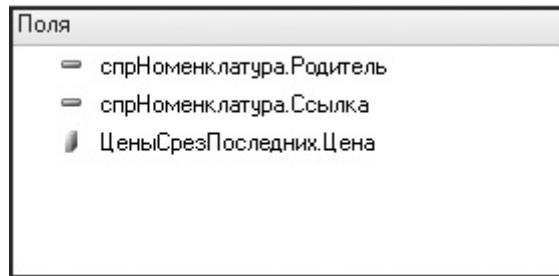 Поля
спрНоменклатура.Родитель
спрНоменклатура.Ссылка
ЦеныСрезПоследних.Цена